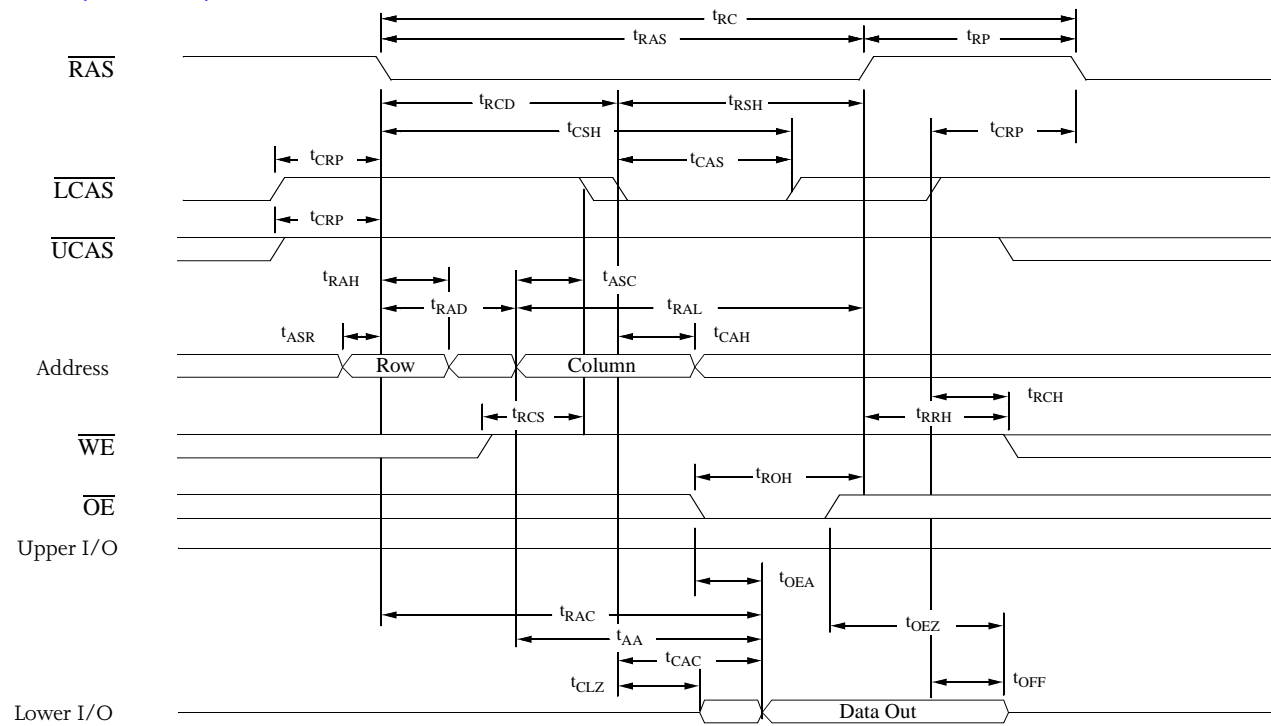 tRC
tRAS tRP
RAS
tRCD tRSH
tCSH tCRP
tCRP tCAS
LCAS
tCRP
UCAS
tRAH tASC
tRAD tRAL
tASR tCAH
Address Row Column
tRCH
tRCS tRRH
WE
tROH
OE
Upper I/O
tOEA
tRAC
tOEZ
tAA
tCAC
tCLZ tOFF
Lower I/O Data Out